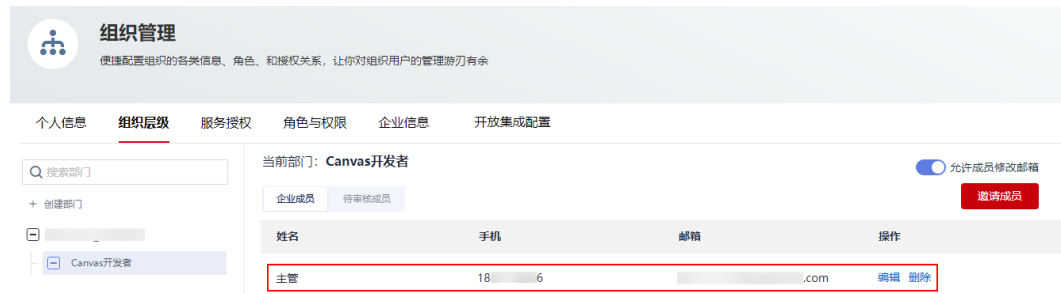 组织管理
便捷配置组织的各类信息、角色、和授权关系，让你对组织用户的管理游刃有余
个人信息 组织层级 服务授权 角色与权限 企业信息 开放集成配置
搜索部门
+ 创建部门
Canvas开发者
当前部门：Canvas开发者
允许成员修改邮箱
企业成员 待审核成员
邀请成员
姓名 手机 邮箱 操作
主管 18 6 .com 编辑 删除